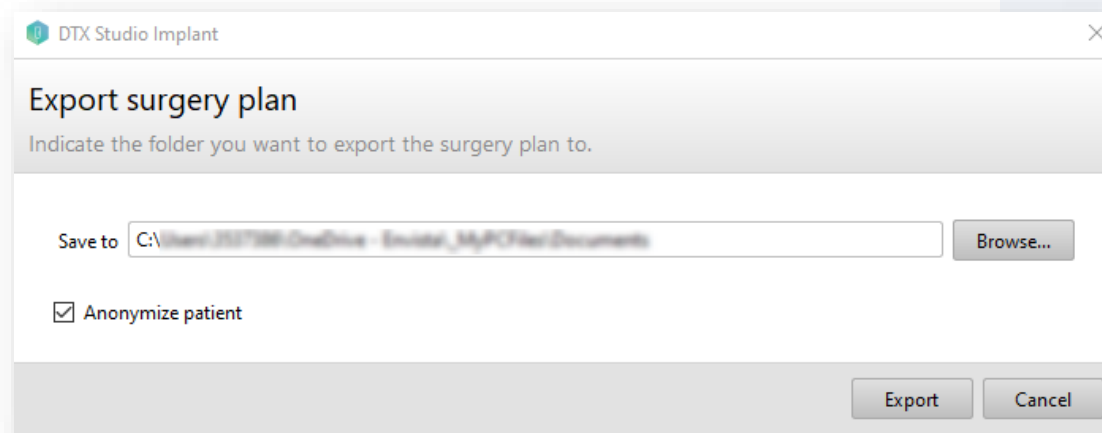 DTX Studio Implant
Export surgery plan
Indicate the folder you want to export the surgery plan to.
Save to C:\
Browse...
Anonymize patient
Export Cancel